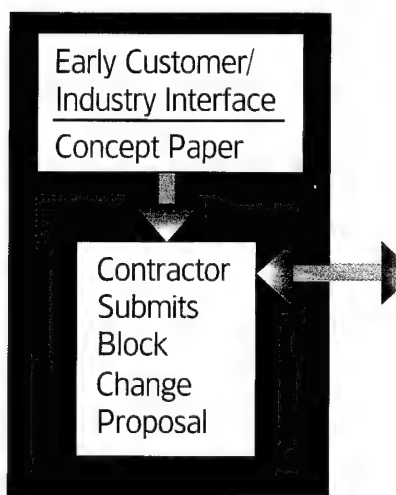 Early Customer/
Industry Interface
Concept Paper
Contractor
Submits
Block
Change
Proposal